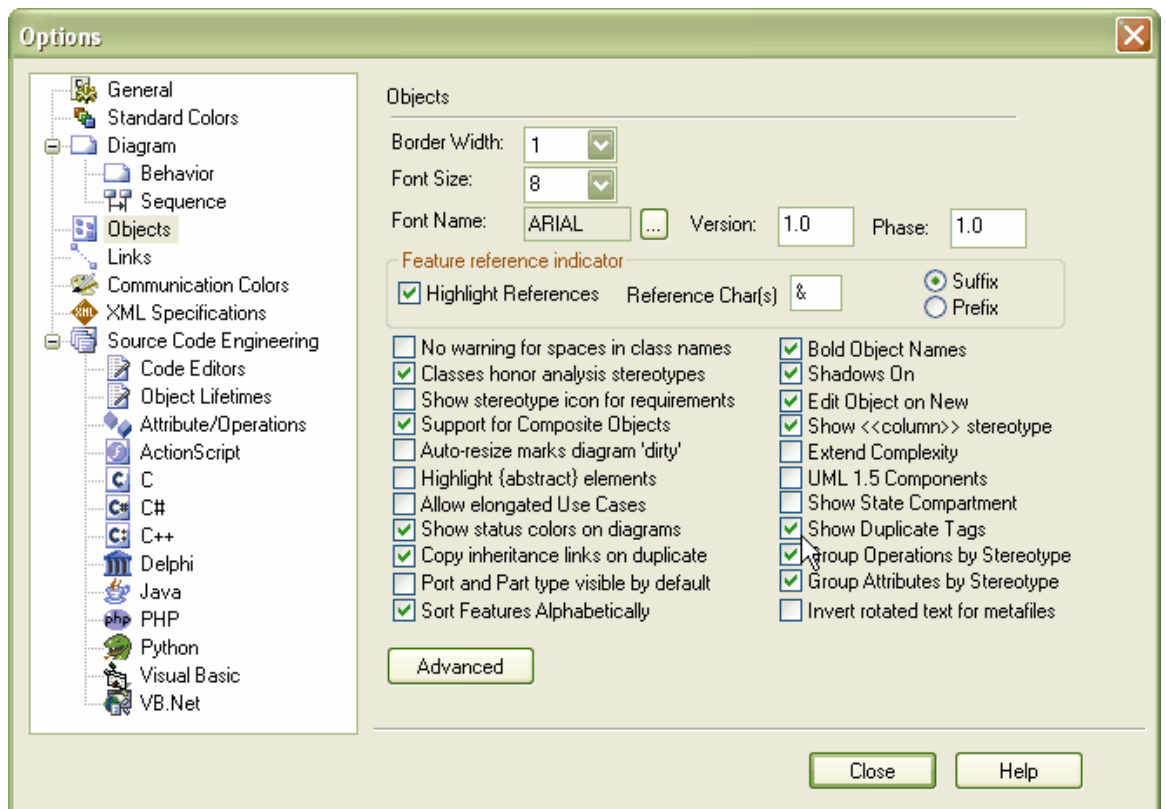 Options
General
Standard Colors
Diagram
Behavior
Sequence
Objects
Links
Communication Colors
XML Specifications
Source Code Engineering
Code Editors
Object Lifetimes
Attribute/Operations
ActionScript
C
C#
C++
Delphi
Java
php PHP
Python
Visual Basic
VB.Net
Objects
Border Width: 1
Font Size: 8
Font Name: ARIAL ... Version: 1.0 Phase: 1.0
Feature reference indicator
Highlight References Reference Char(s) & Suffix
Prefix
No warning for spaces in class names
Classes honor analysis stereotypes
Show stereotype icon for requirements
Support for Composite Objects
Auto-resize marks diagram 'dirty'
Highlight {abstract} elements
Allow elongated Use Cases
Show status colors on diagrams
Copy inheritance links on duplicate
Port and Part type visible by default
Sort Features Alphabetically
Bold Object Names
Shadows On
Edit Object on New
Show <<column>> stereotype
Extend Complexity
UML 1.5 Components
Show State Compartment
Show Duplicate Tags
Group Operations by Stereotype
Group Attributes by Stereotype
Invert rotated text for metafiles
Advanced
Close Help